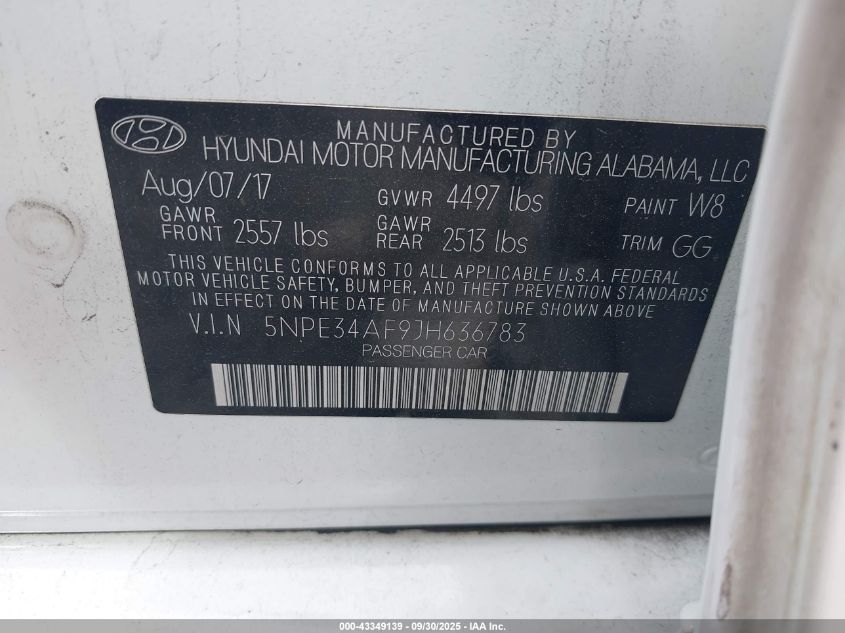 MANUFACTURED BY
HYUNDAI MOTOR MANUFACTURING ALABAMA, LLC
Aug/07/17 GVWR 4497 lbs PAINT W8
GAWR FRONT 2557 lbs GAWR REAR 2513 lbs TRIM GG
THIS VEHICLE CONFORMS TO ALL APPLICABLE U.S.A. FEDERAL
MOTOR VEHICLE SAFETY, BUMPER, AND THEFT PREVENTION STANDARDS
IN EFFECT ON THE DATE OF MANUFACTURE SHOWN ABOVE
V.I.N 5NPE34AF9JH636783
PASSENGER CAR
000-43349139 - 09/30/2025 - IAA Inc.